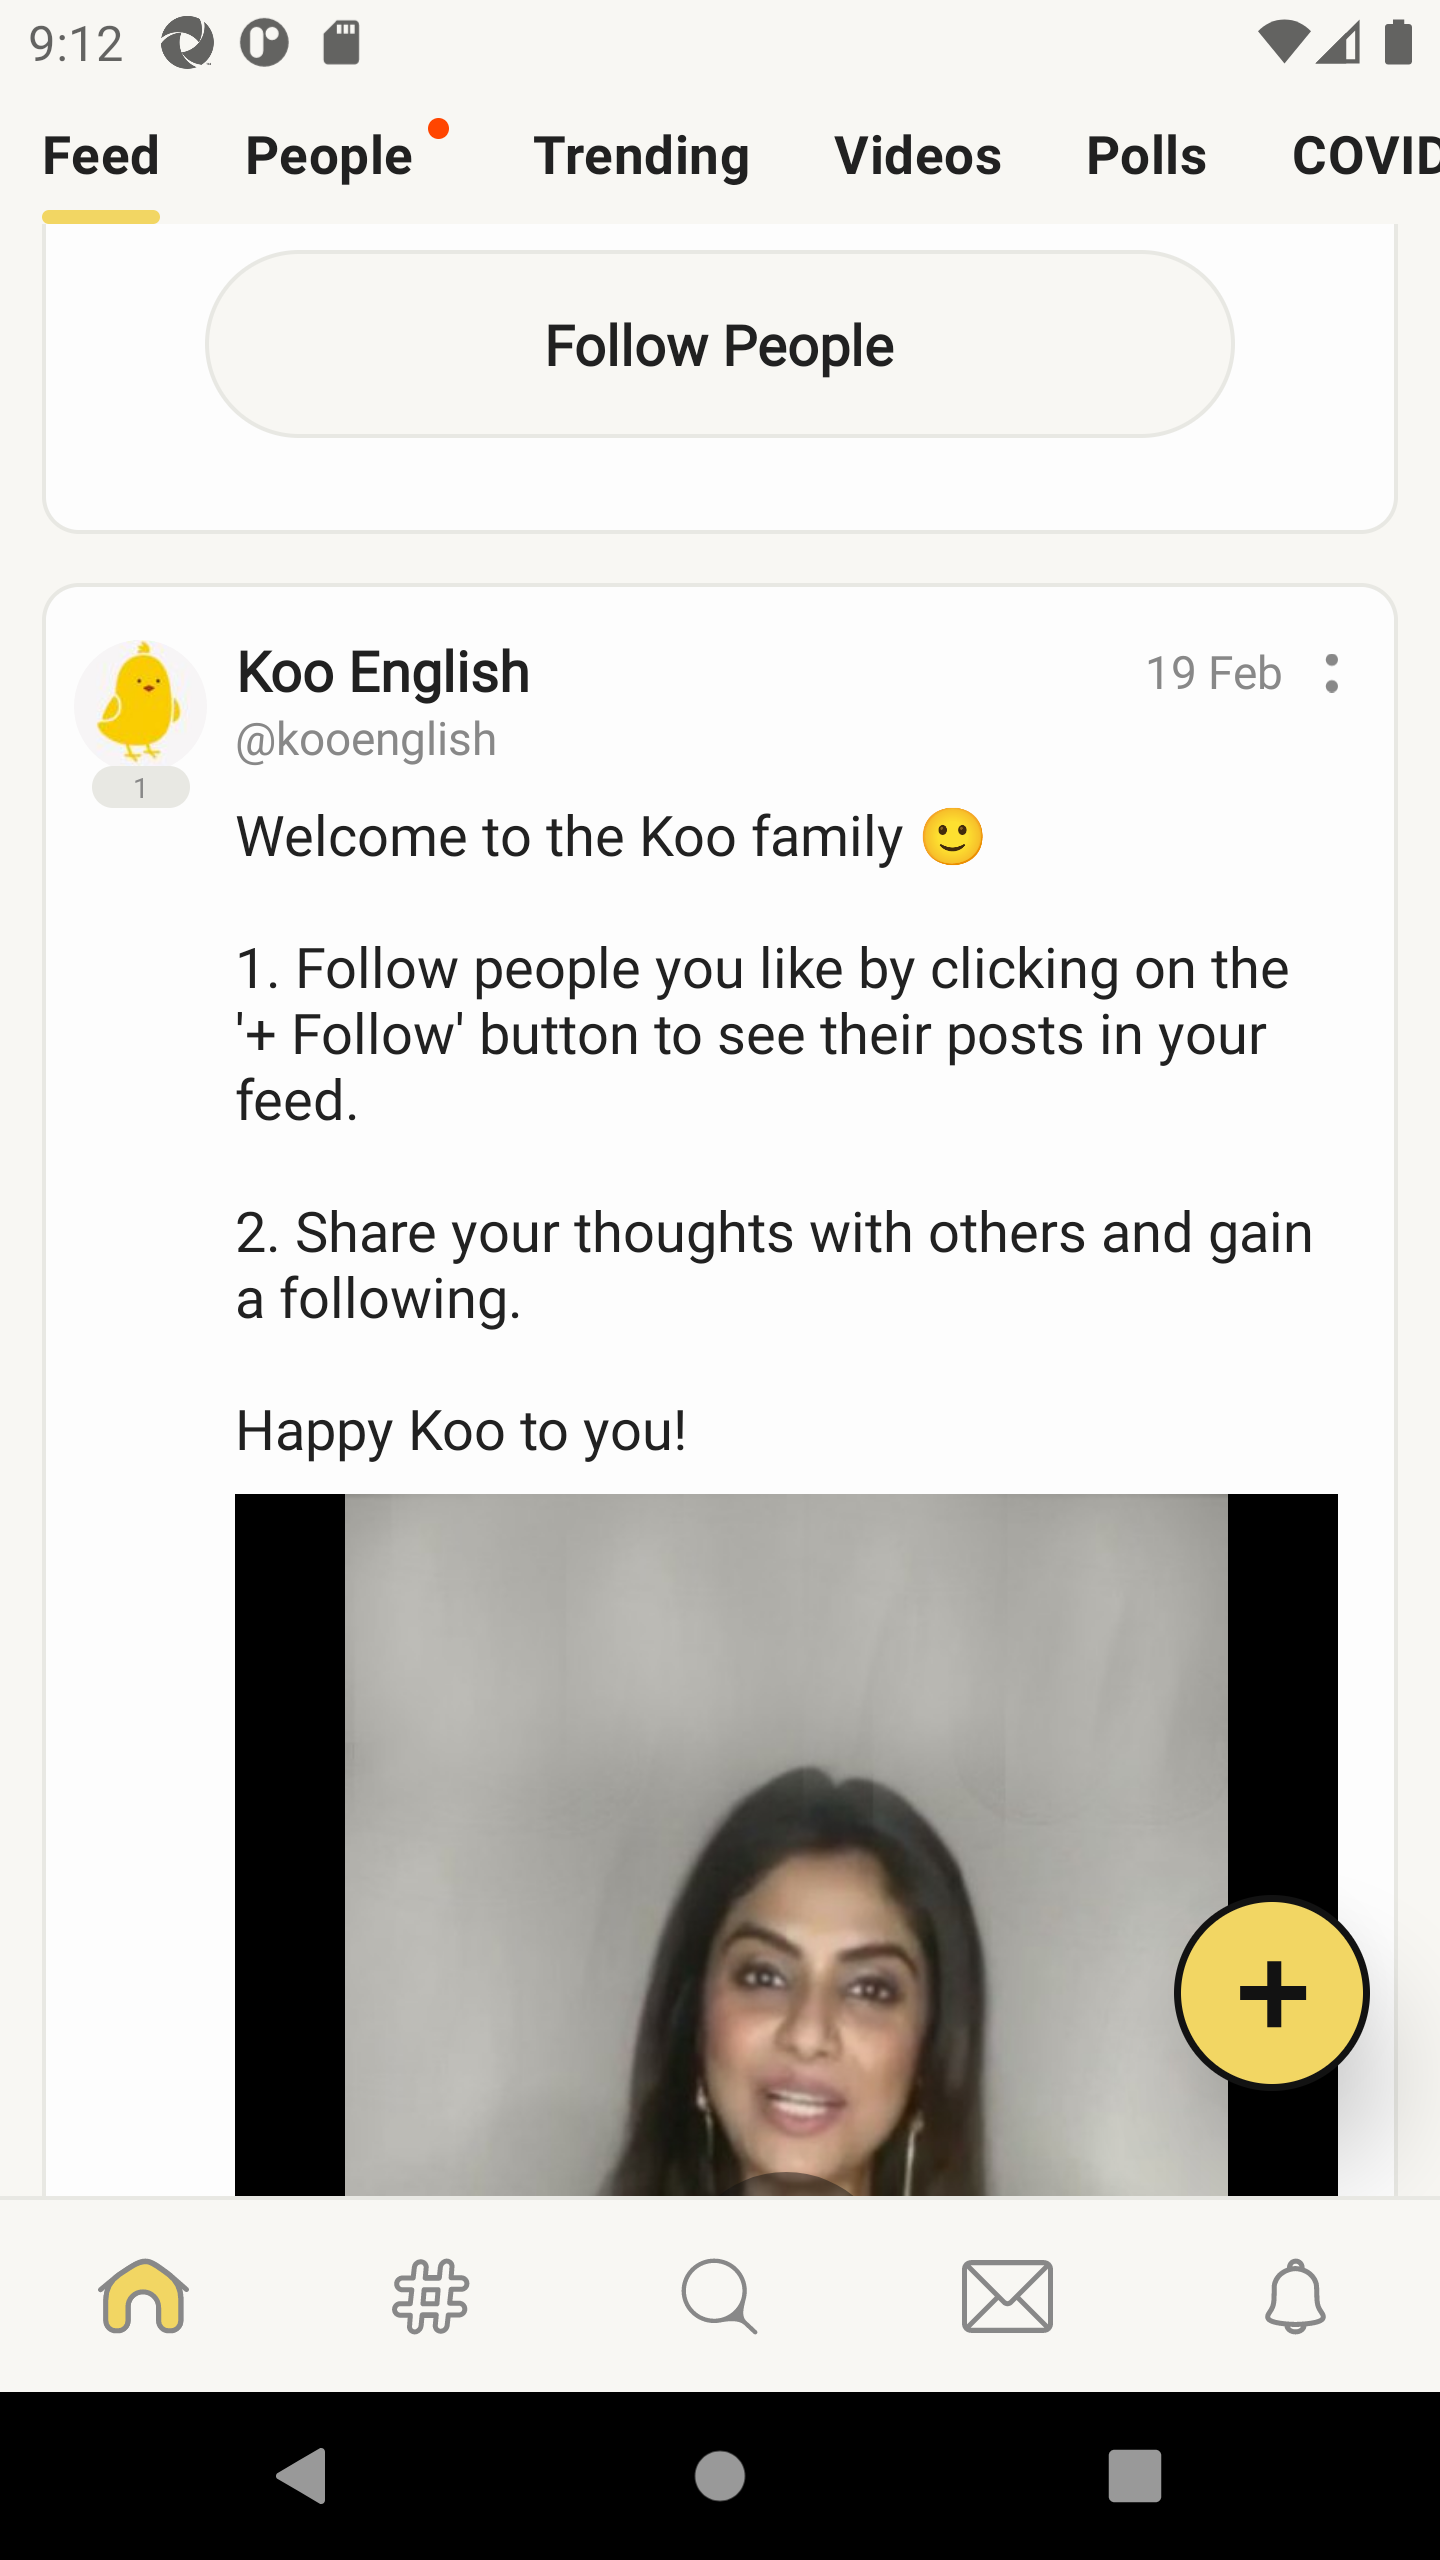 9:12
Feed People Trending Videos Polls COVID
Follow People
Koo English 19 Feb
@kooenglish
1
Welcome to the Koo family 🙂
1. Follow people you like by clicking on the
'+ Follow' button to see their posts in your
feed.
2. Share your thoughts with others and gain
a following.
Happy Koo to you!